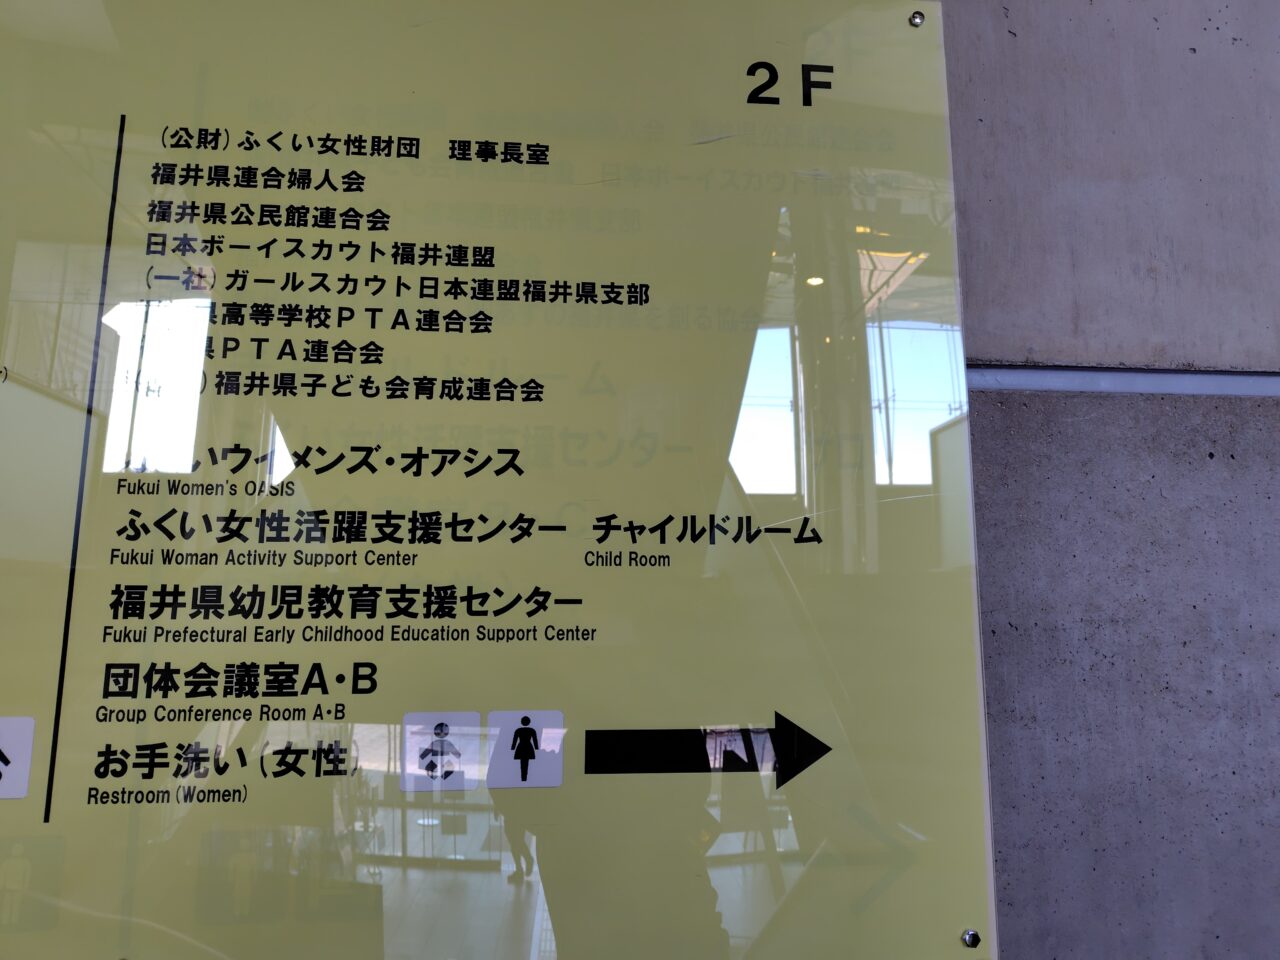 2F
（公財）ふくい女性財団　理事長室
福井県連合婦人会
福井県公民館連合会
日本ボーイスカウト福井連盟
（一社）ガールスカウト日本連盟福井県支部
県高等学校ＰＴＡ連合会
県ＰＴＡ連合会
）福井県子ども会育成連合会
いウィメンズ・オアシス
Fukui Women's OASIS
ふくい女性活躍支援センター　チャイルドルーム
Fukui Woman Activity Support Center　Child Room
福井県幼児教育支援センター
Fukui Prefectural Early Childhood Education Support Center
団体会議室A・B
Group Conference Room A・B
お手洗い（女性）
Restroom（Women）